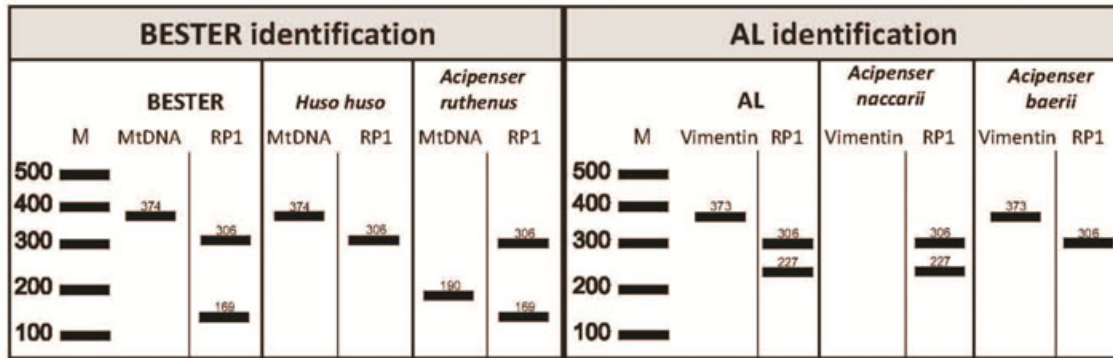 BESTER identification
AL identification
BESTER
Huso huso
Acipenser
ruthenus
AL
Acipenser
naccarii
Acipenser
baerii
M MtDNA RP1 MtDNA RP1 MtDNA RP1
M Vimentin RP1 Vimentin RP1 Vimentin RP1
500
400
300
200
100
374
306
169
374
306
190
306
169
500
400
300
200
100
373
306
227
306
227
373
306